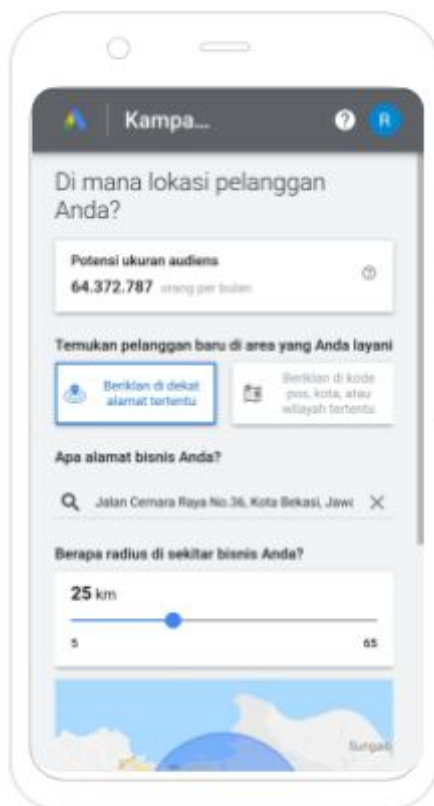 Kampa...
R
Di mana lokasi pelanggan
Anda?
Potensi ukuran audiens
64.372.787 orang per bulan
Temukan pelanggan baru di area yang Anda layani
Beriklan di dekat
alamat tertentu
Beriklan di kode
pos, kota, atau
wilayah tertentu
Apa alamat bisnis Anda?
Jalan Cemara Raya No.36, Kota Bekasi, Jawa
Berapa radius di sekitar bisnis Anda?
25 km
5 65